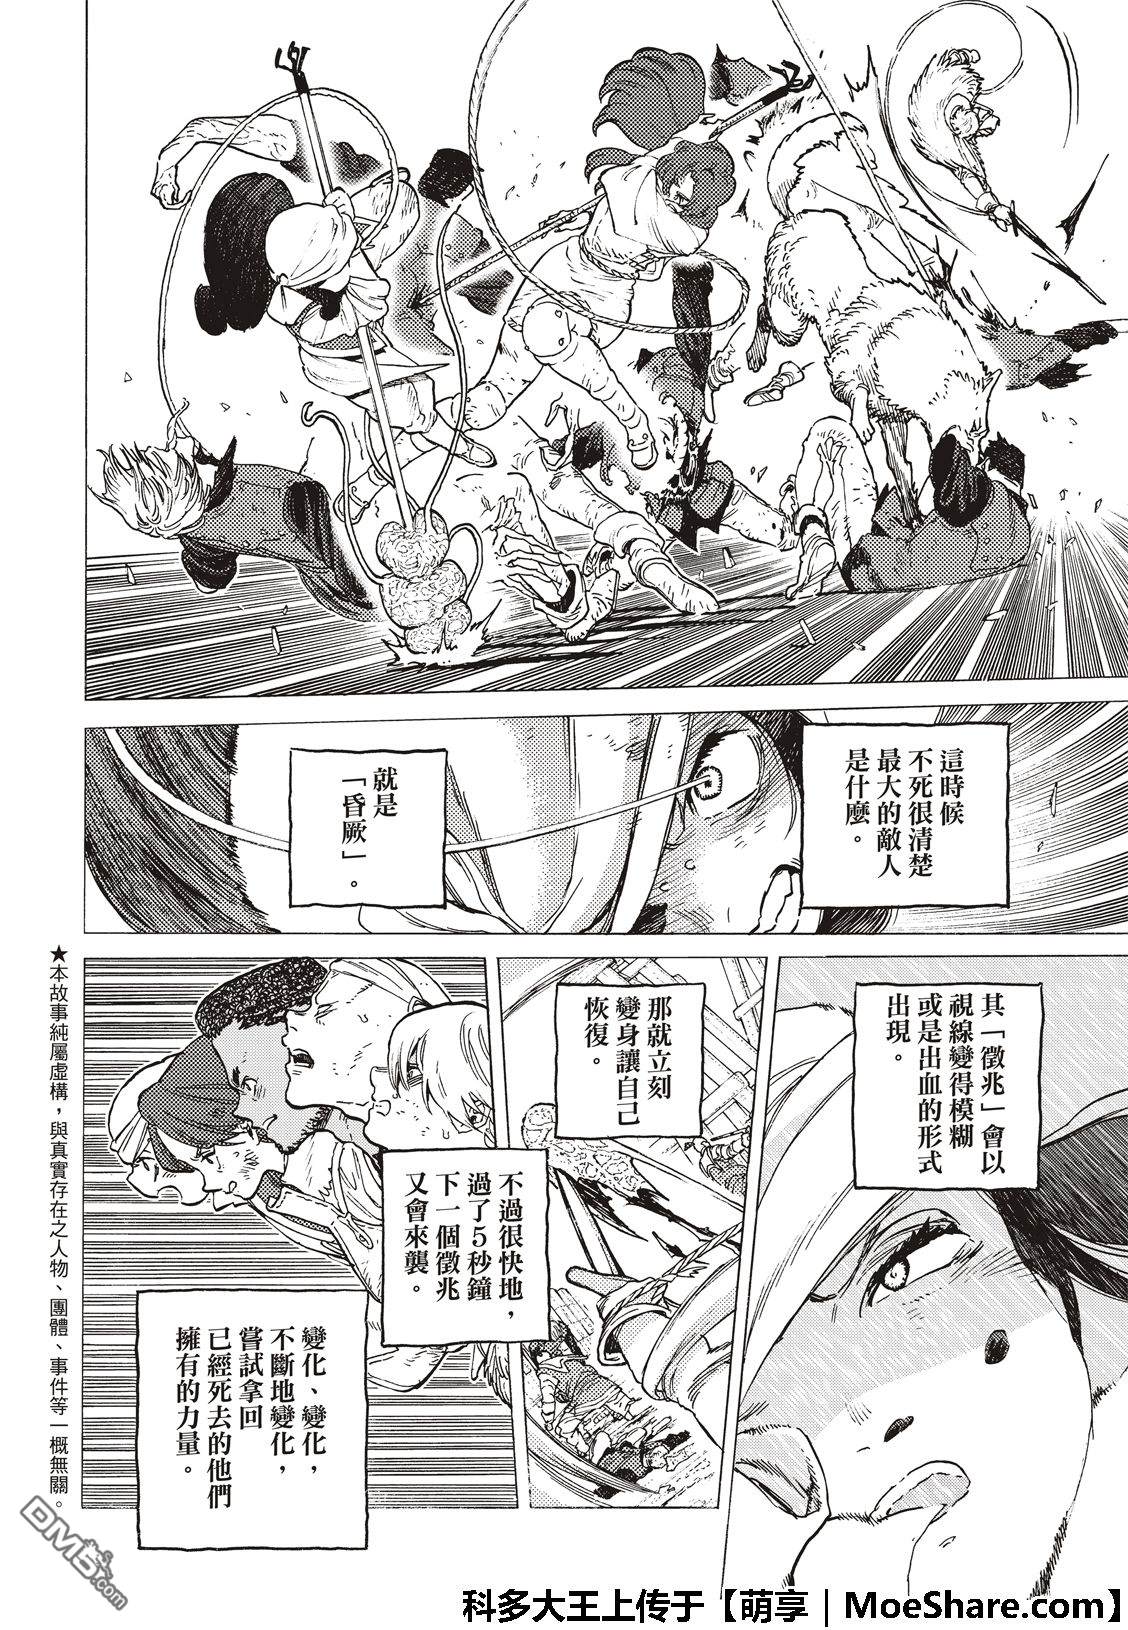 這時候
不死很清楚
最大的敵人
是什麼。
就是
「昏厥」。
其「徵兆」會以
視線變得模糊
或是出血的形式
出現。
那就立刻
變身讓自己
恢復。
不過很快地，
過了5秒鐘
下一個徵兆
又會來襲。
變化、變化，
不斷地變化，
嘗試拿回
已經死去的他們
擁有的力量。
★本故事純屬虛構，與真實存在之人物、團體、事件等一概無關。
DM5.com
科多大王上传于【萌享｜MoeShare.com】